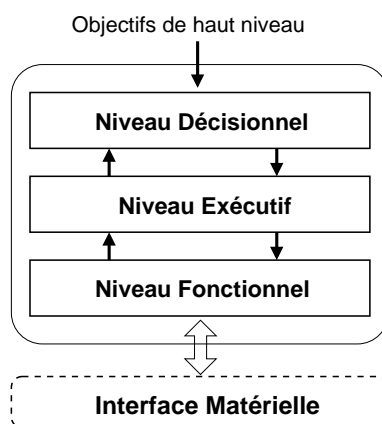 Objectifs de haut niveau
Niveau Décisionnel
Niveau Exécutif
Niveau Fonctionnel
Interface Matérielle